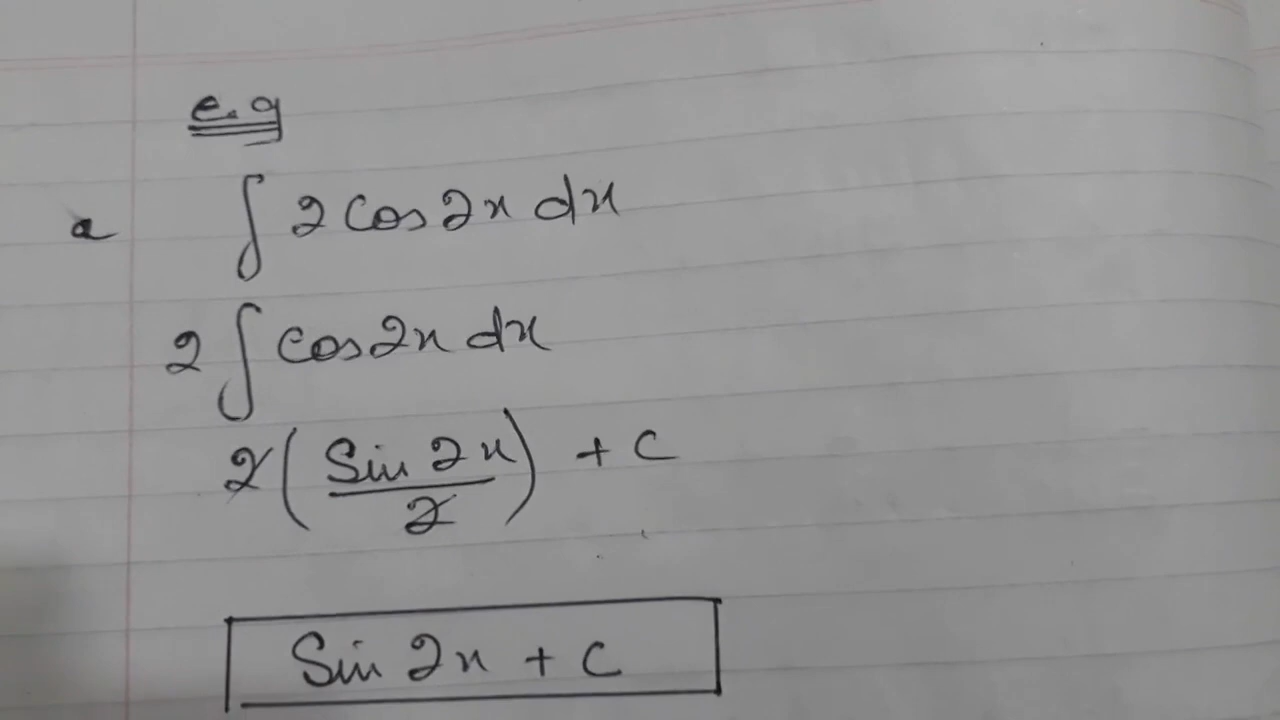 e.g
a ∫ 2 cos 2x dx
2 ∫ cos 2x dx
2 ( Sin 2x / 2 ) + c
Sin 2x + c